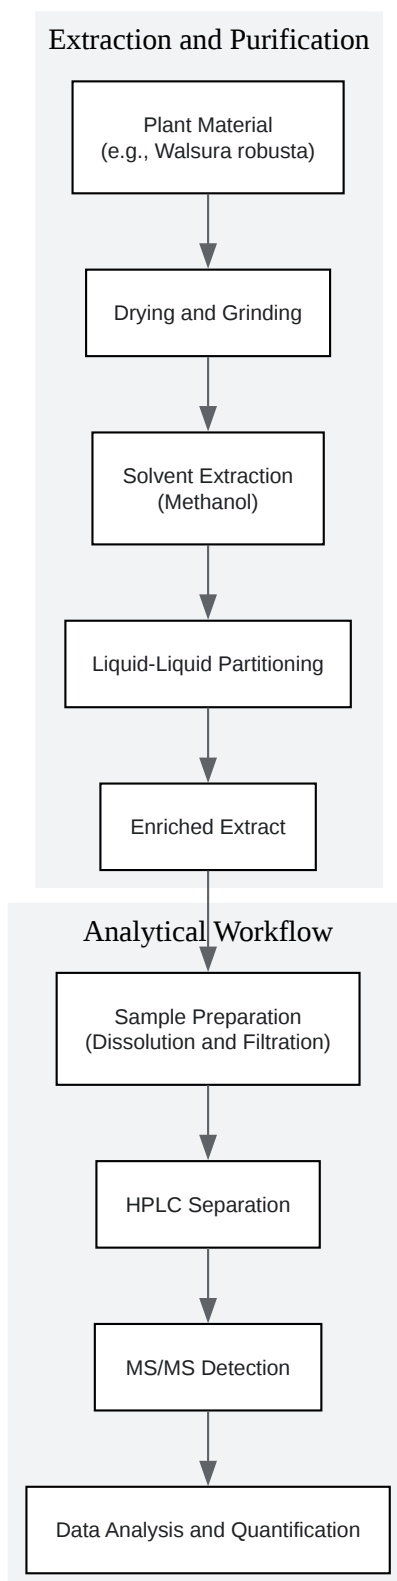 Extraction and Purification
Plant Material
(e.g., Walsura robusta)
Drying and Grinding
Solvent Extraction
(Methanol)
Liquid-Liquid Partitioning
Enriched Extract
Analytical Workflow
Sample Preparation
(Dissolution and Filtration)
HPLC Separation
MS/MS Detection
Data Analysis and Quantification